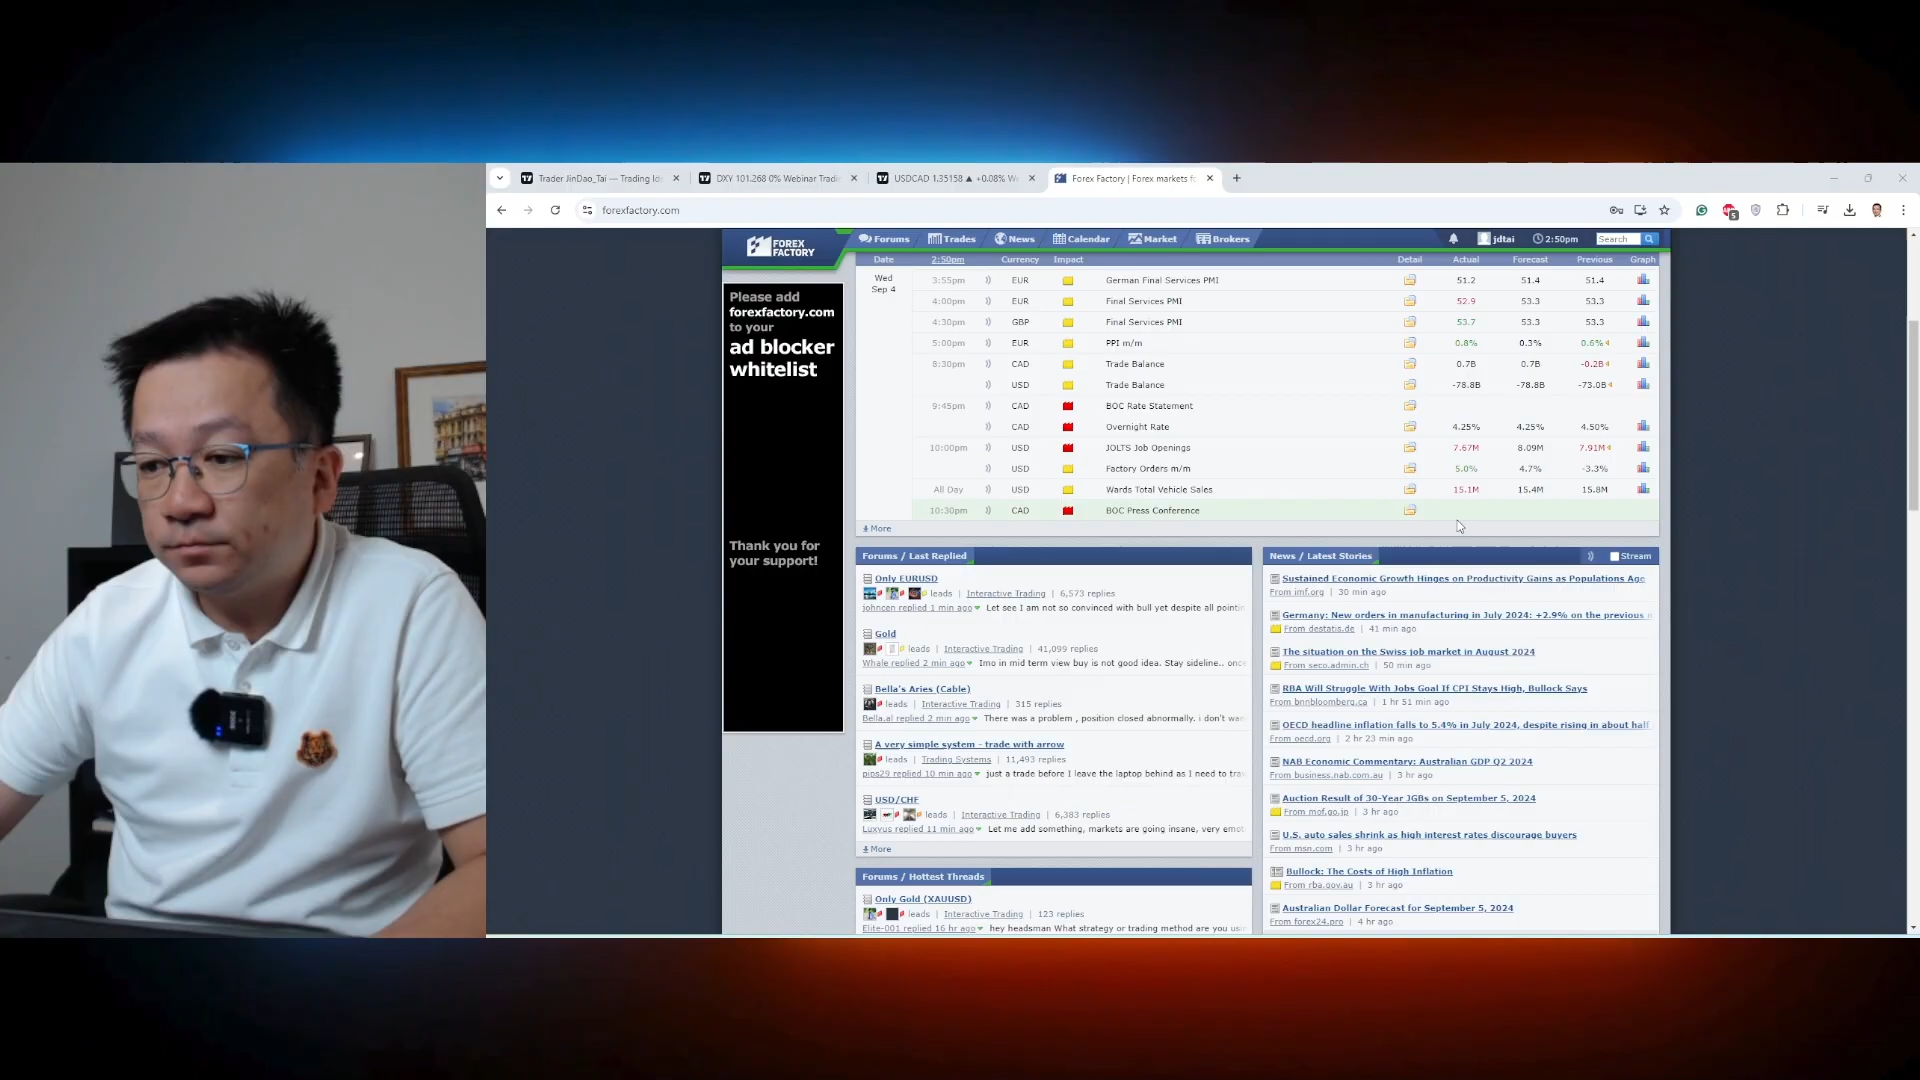 Trader JinDao_Tai — Trading Id
DXY 101.268 0% Webinar Tradi
USDCAD 1.35158 ▲ +0.08% W
Forex Factory | Forex markets fo
forexfactory.com
FOREX FACTORY
Forums
Trades
News
Calendar
Market
Brokers
jdtai
2:50pm
Search
Date 2:50pm Currency Impact Detail Actual Forecast Previous Graph
Wed
Sep 4
3:55pm EUR German Final Services PMI 51.2 51.4 51.4
4:00pm EUR Final Services PMI 52.9 53.3 53.3
4:30pm GBP Final Services PMI 53.7 53.3 53.3
5:00pm EUR PPI m/m 0.8% 0.3% 0.6%
8:30pm CAD Trade Balance 0.7B 0.7B -0.2B
USD Trade Balance -78.8B -78.8B -73.0B
9:45pm CAD BOC Rate Statement
CAD Overnight Rate 4.25% 4.25% 4.50%
10:00pm USD JOLTS Job Openings 7.67M 8.09M 7.91M
USD Factory Orders m/m 5.0% 4.7% -3.3%
All Day USD Wards Total Vehicle Sales 15.1M 15.4M 15.8M
10:30pm CAD BOC Press Conference
More
Please add
forexfactory.com
to your
ad blocker
whitelist
Thank you for
your support!
Forums / Last Replied
Only EURUSD
leads | Interactive Trading | 6,573 replies
johncen replied 1 min ago Let see I am not so convinced with bull yet despite all pointin
Gold
leads | Interactive Trading | 41,099 replies
Whale replied 2 min ago Imo in mid term view buy is not good idea. Stay sideline.. onc
Bella's Aries (Cable)
leads | Interactive Trading | 315 replies
Bella.al replied 2 min ago There was a problem , position closed abnormally. i don't wa
A very simple system - trade with arrow
leads | Trading Systems | 11,493 replies
pips29 replied 10 min ago just a trade before I leave the laptop behind as I need to tra
USD/CHF
leads | Interactive Trading | 6,383 replies
Luxvus replied 11 min ago Let me add something, markets are going insane, very emot
More
Forums / Hottest Threads
Only Gold (XAUUSD)
leads | Interactive Trading | 123 replies
Elite-001 replied 16 hr ago hey headsman What strategy or trading method are you usi
News / Latest Stories
Stream
Sustained Economic Growth Hinges on Productivity Gains as Populations Age
From imf.org | 30 min ago
Germany: New orders in manufacturing in July 2024: +2.9% on the previous
From destatis.de | 41 min ago
The situation on the Swiss job market in August 2024
From seco.admin.ch | 50 min ago
RBA Will Struggle With Jobs Goal If CPI Stays High, Bullock Says
From bnnbloomberg.ca | 1 hr 51 min ago
OECD headline inflation falls to 5.4% in July 2024, despite rising in about half
From oecd.org | 2 hr 23 min ago
NAB Economic Commentary: Australian GDP Q2 2024
From business.nab.com.au | 3 hr ago
Auction Result of 30-Year JGBs on September 5, 2024
From mof.go.jp | 3 hr ago
U.S. auto sales shrink as high interest rates discourage buyers
From msn.com | 3 hr ago
Bullock: The Costs of High Inflation
From rba.gov.au | 3 hr ago
Australian Dollar Forecast for September 5, 2024
From forex24.pro | 4 hr ago